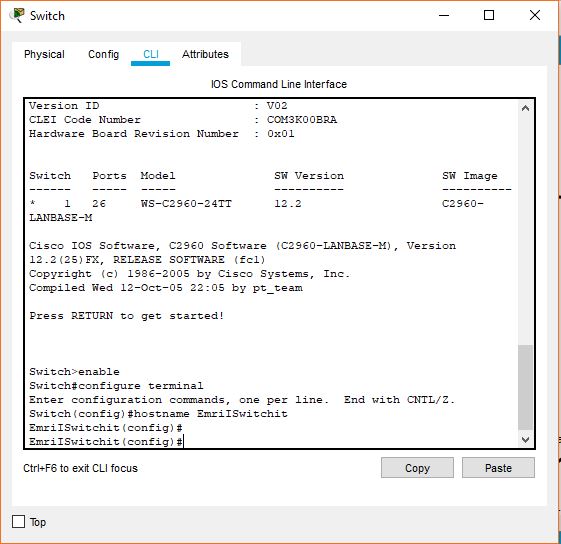 Switch
Physical Config CLI Attributes
IOS Command Line Interface
Version ID : V02
CLEI Code Number : COM3K00BRA
Hardware Board Revision Number : 0x01
Switch Ports Model SW Version SW Image
------ ----- ----- ---------- ----------
* 1 26 WS-C2960-24TT 12.2 C2960-
LANBASE-M
Cisco IOS Software, C2960 Software (C2960-LANBASE-M), Version
12.2(25)FX, RELEASE SOFTWARE (fc1)
Copyright (c) 1986-2005 by Cisco Systems, Inc.
Compiled Wed 12-Oct-05 22:05 by pt_team
Press RETURN to get started!
Switch>enable
Switch#configure terminal
Enter configuration commands, one per line. End with CNTL/Z.
Switch(config)#hostname EmriISwitchit
EmriISwitchit(config)#
EmriISwitchit(config)#
Ctrl+F6 to exit CLI focus
Copy Paste
Top